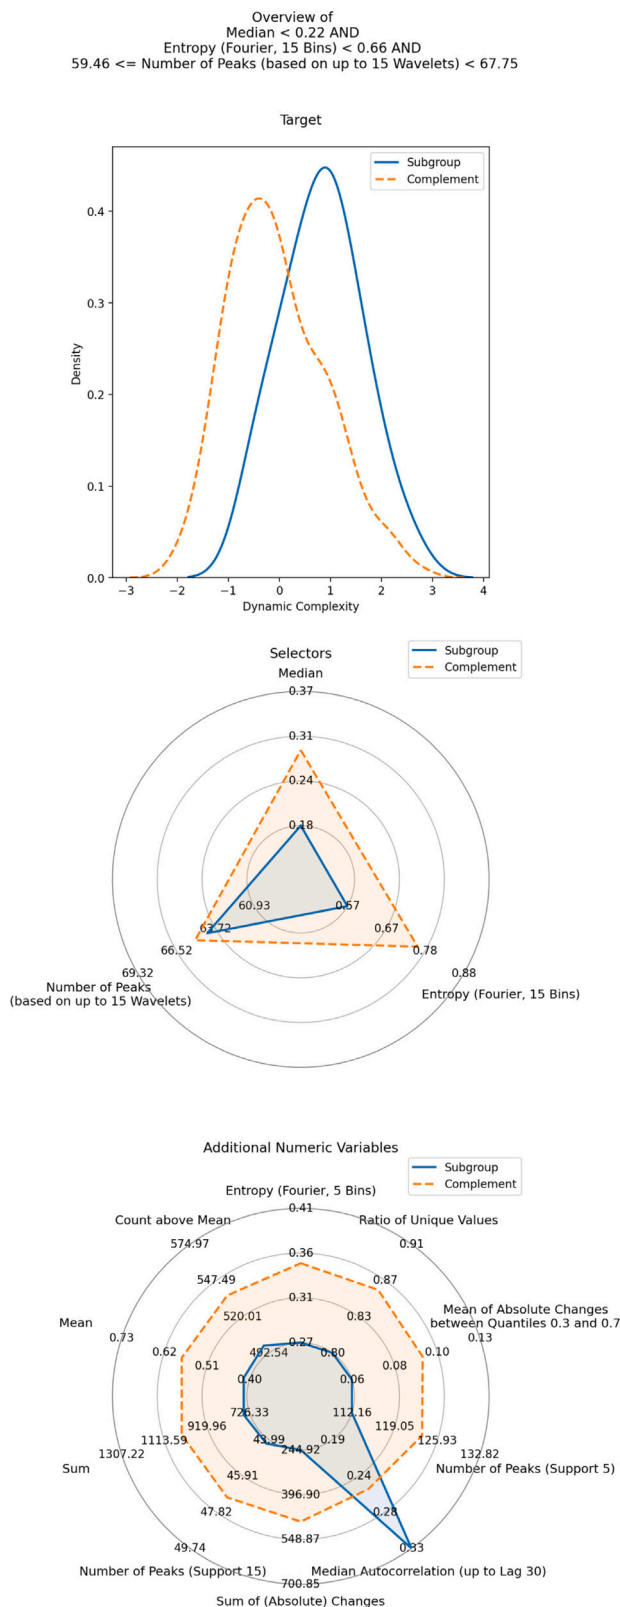 Overview of
Median < 0.22 AND
Entropy (Fourier, 15 Bins) < 0.66 AND
59.46 <= Number of Peaks (based on up to 15 Wavelets) < 67.75
Target
Subgroup
Complement
Density
0.4
0.3
0.2
0.1
0.0
−3 −2 −1 0 1 2 3 4
Dynamic Complexity
Selectors
Subgroup
Complement
Median
0.37
0.31
0.24
0.18
60.93
0.57
63.72
0.67
66.52
0.78
69.32
0.88
Number of Peaks
(based on up to 15 Wavelets)
Entropy (Fourier, 15 Bins)
Additional Numeric Variables
Subgroup
Complement
Entropy (Fourier, 5 Bins)
0.41
Count above Mean
Ratio of Unique Values
574.97
0.91
0.36
547.49
0.87
0.31
520.01
0.83
Mean of Absolute Changes
between Quantiles 0.3 and 0.7
Mean
0.73
0.13
0.62
0.27
0.10
492.54
0.80
0.51
0.08
0.40
0.06
726.33
112.16
919.96
119.05
1113.59
125.93
1307.22
132.82
43.99
0.19
244.92
Sum
Number of Peaks (Support 5)
45.91
0.24
396.90
47.82
0.28
548.87
49.74
0.33
Number of Peaks (Support 15)
Median Autocorrelation (up to Lag 30)
700.85
Sum of (Absolute) Changes